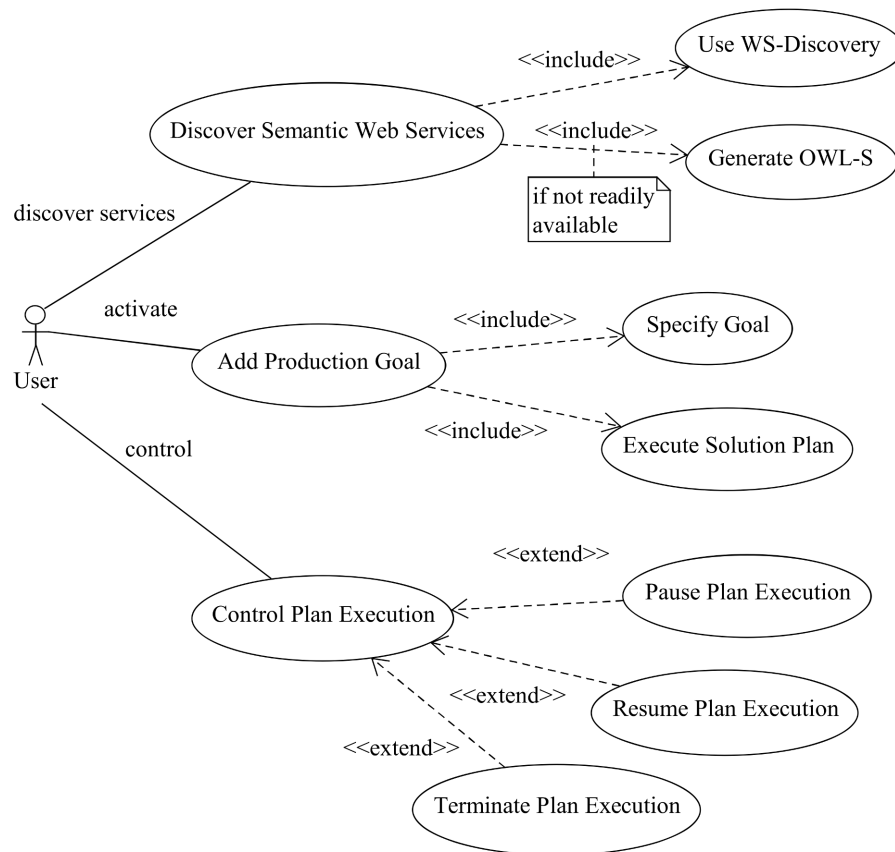 Use WS-Discovery
<<include>>
Discover Semantic Web Services
<<include>>
Generate OWL-S
if not readily
available
discover services
activate
<<include>>
Specify Goal
User
Add Production Goal
<<include>>
Execute Solution Plan
control
<<extend>>
Pause Plan Execution
Control Plan Execution
<<extend>>
Resume Plan Execution
<<extend>>
Terminate Plan Execution